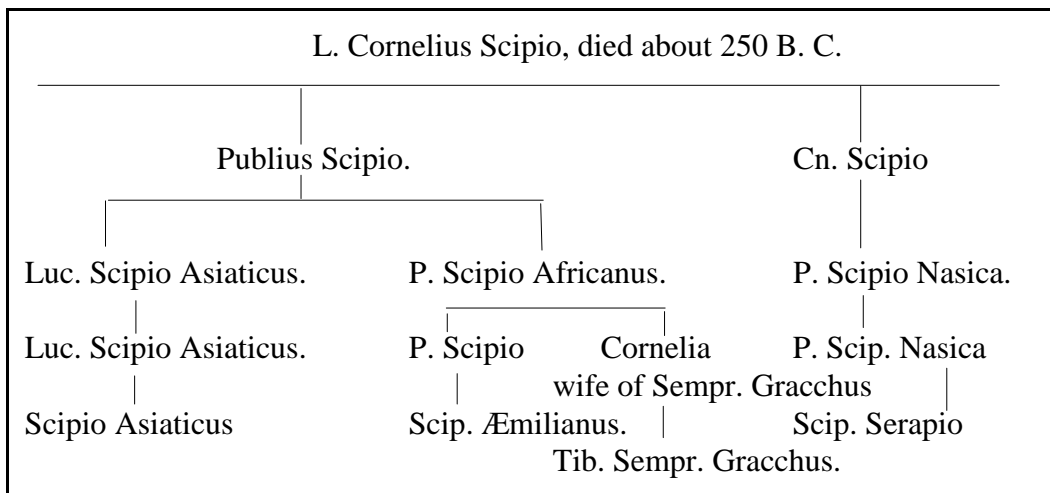 L. Cornelius Scipio, died about 250 B. C.
Publius Scipio. Cn. Scipio
Luc. Scipio Asiaticus. P. Scipio Africanus. P. Scipio Nasica.
Luc. Scipio Asiaticus. P. Scipio Cornelia P. Scip. Nasica
wife of Sempr. Gracchus
Scipio Asiaticus Scip. Æmilianus. Scip. Serapio
Tib. Sempr. Gracchus.